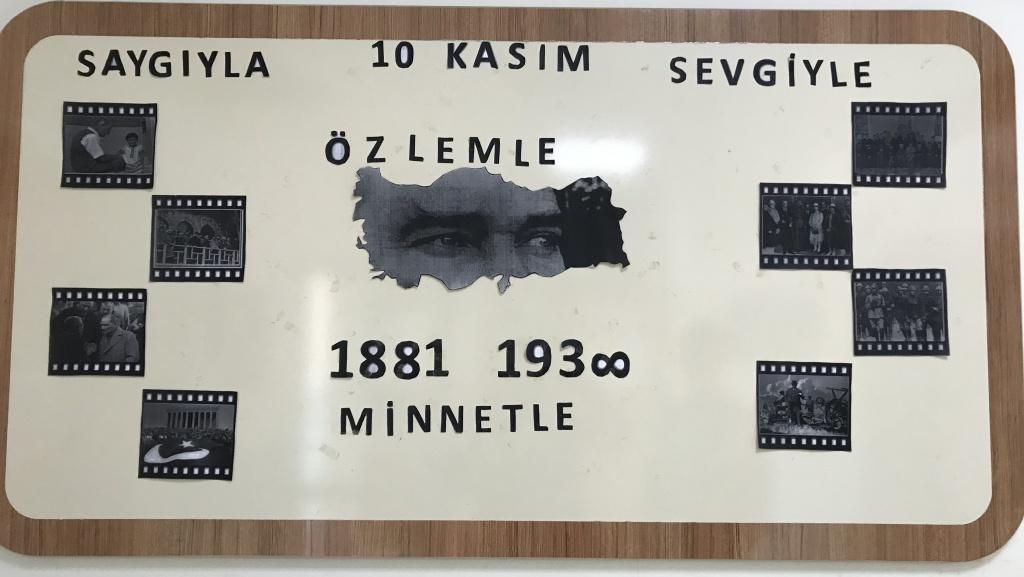 SAYGIYLA 10 KASIM SEVGİYLE
ÖZLEMLE
1881 193∞
MİNNETLE